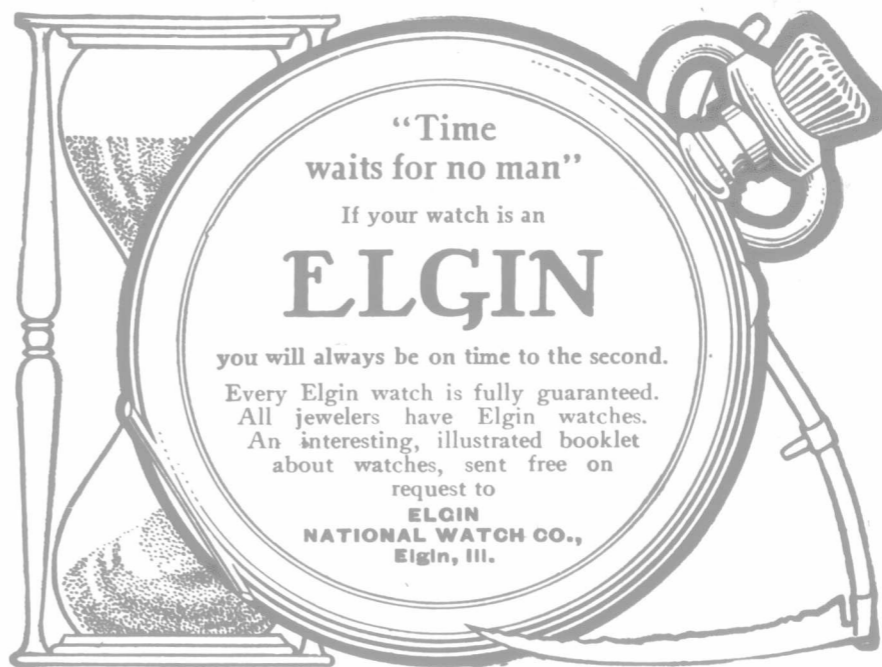 “Time
waits for no man”
If your watch is an
ELGIN
you will always be on time to the second.
Every Elgin watch is fully guaranteed.
All jewelers have Elgin watches.
An interesting, illustrated booklet
about watches, sent free on
request to
ELGIN
NATIONAL WATCH CO.,
Elgin, Ill.